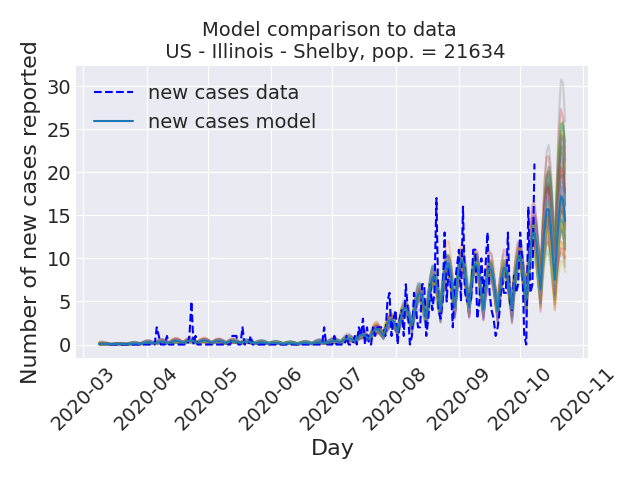 Model comparison to data
US - Illinois - Shelby, pop. = 21634
Number of new cases reported
30
25
20
15
10
5
0
new cases data
new cases model
2020-03
2020-04
2020-05
2020-06
2020-07
2020-08
2020-09
2020-10
2020-11
Day